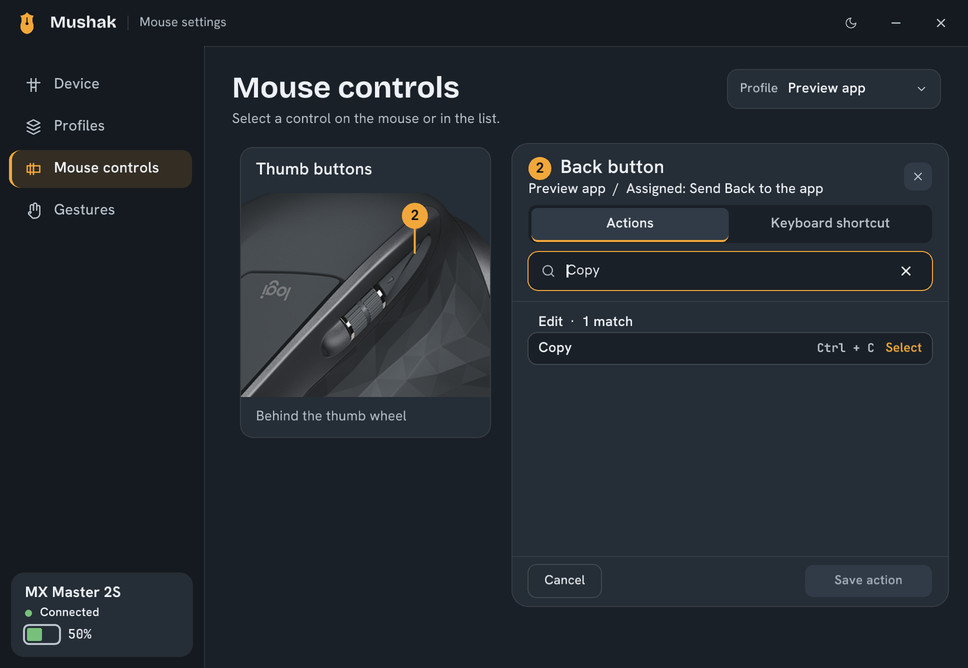 Mushak
Mouse settings
Device
Profiles
Mouse controls
Gestures
MX Master 2S
Connected
50%
Mouse controls
Select a control on the mouse or in the list.
Profile Preview app
Thumb buttons
2
logi
Behind the thumb wheel
2 Back button
Preview app / Assigned: Send Back to the app
Actions
Keyboard shortcut
Copy
Edit · 1 match
Copy Ctrl + C Select
Cancel
Save action